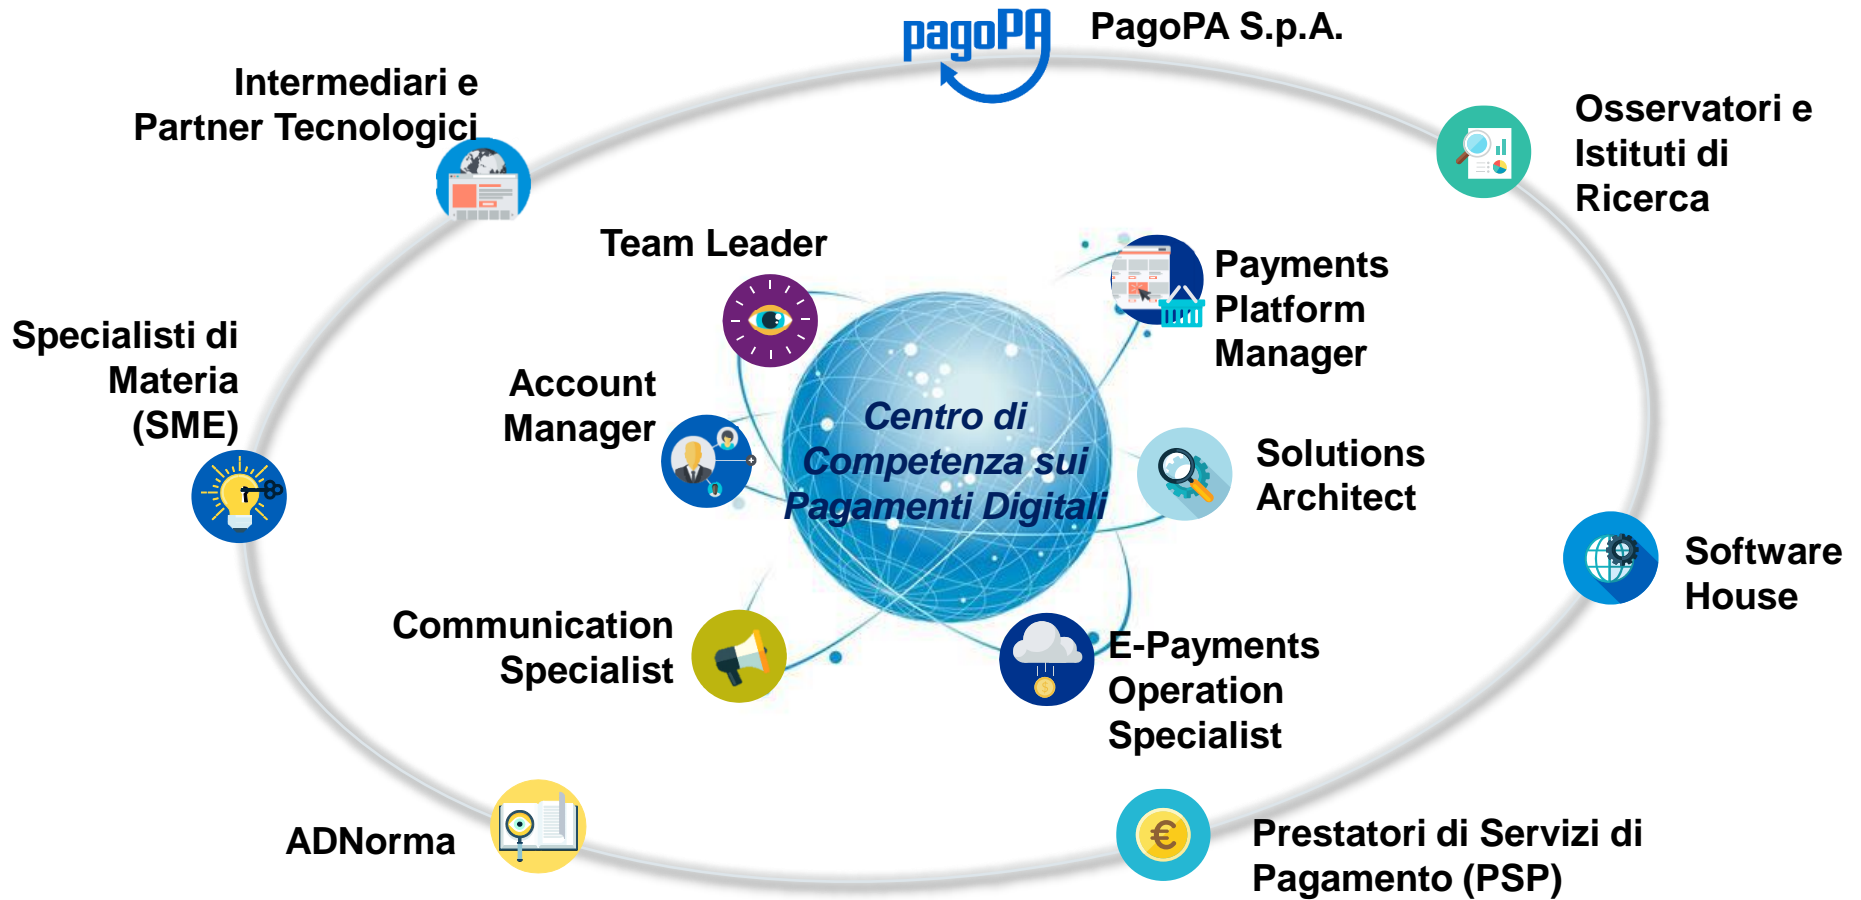 pagoPA
PagoPA S.p.A.
Intermediari e
Partner Tecnologici
Osservatori e
Istituti di
Ricerca
Team Leader
Payments
Platform
Manager
Specialisti di
Materia
(SME)
Account
Manager
Centro di
Competenza sui
Pagamenti Digitali
Solutions
Architect
Software
House
Communication
Specialist
E-Payments
Operation
Specialist
ADNorma
Prestatori di Servizi di
Pagamento (PSP)